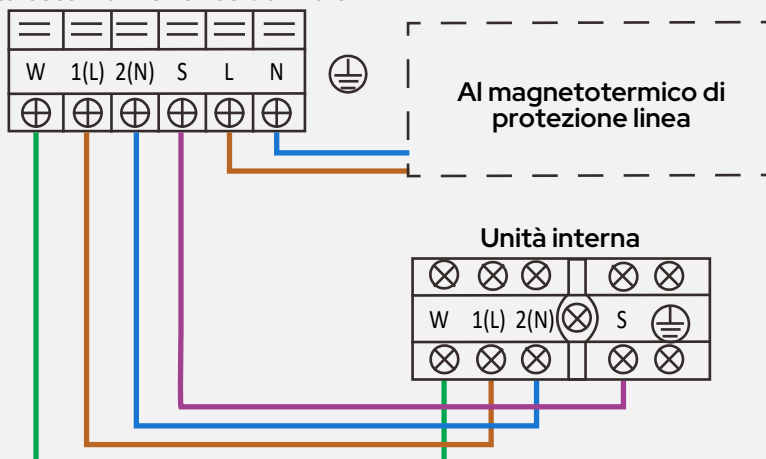 W 1(L) 2(N) S L N
Al magnetotermico di
protezione linea
Unità interna
W 1(L) 2(N) S